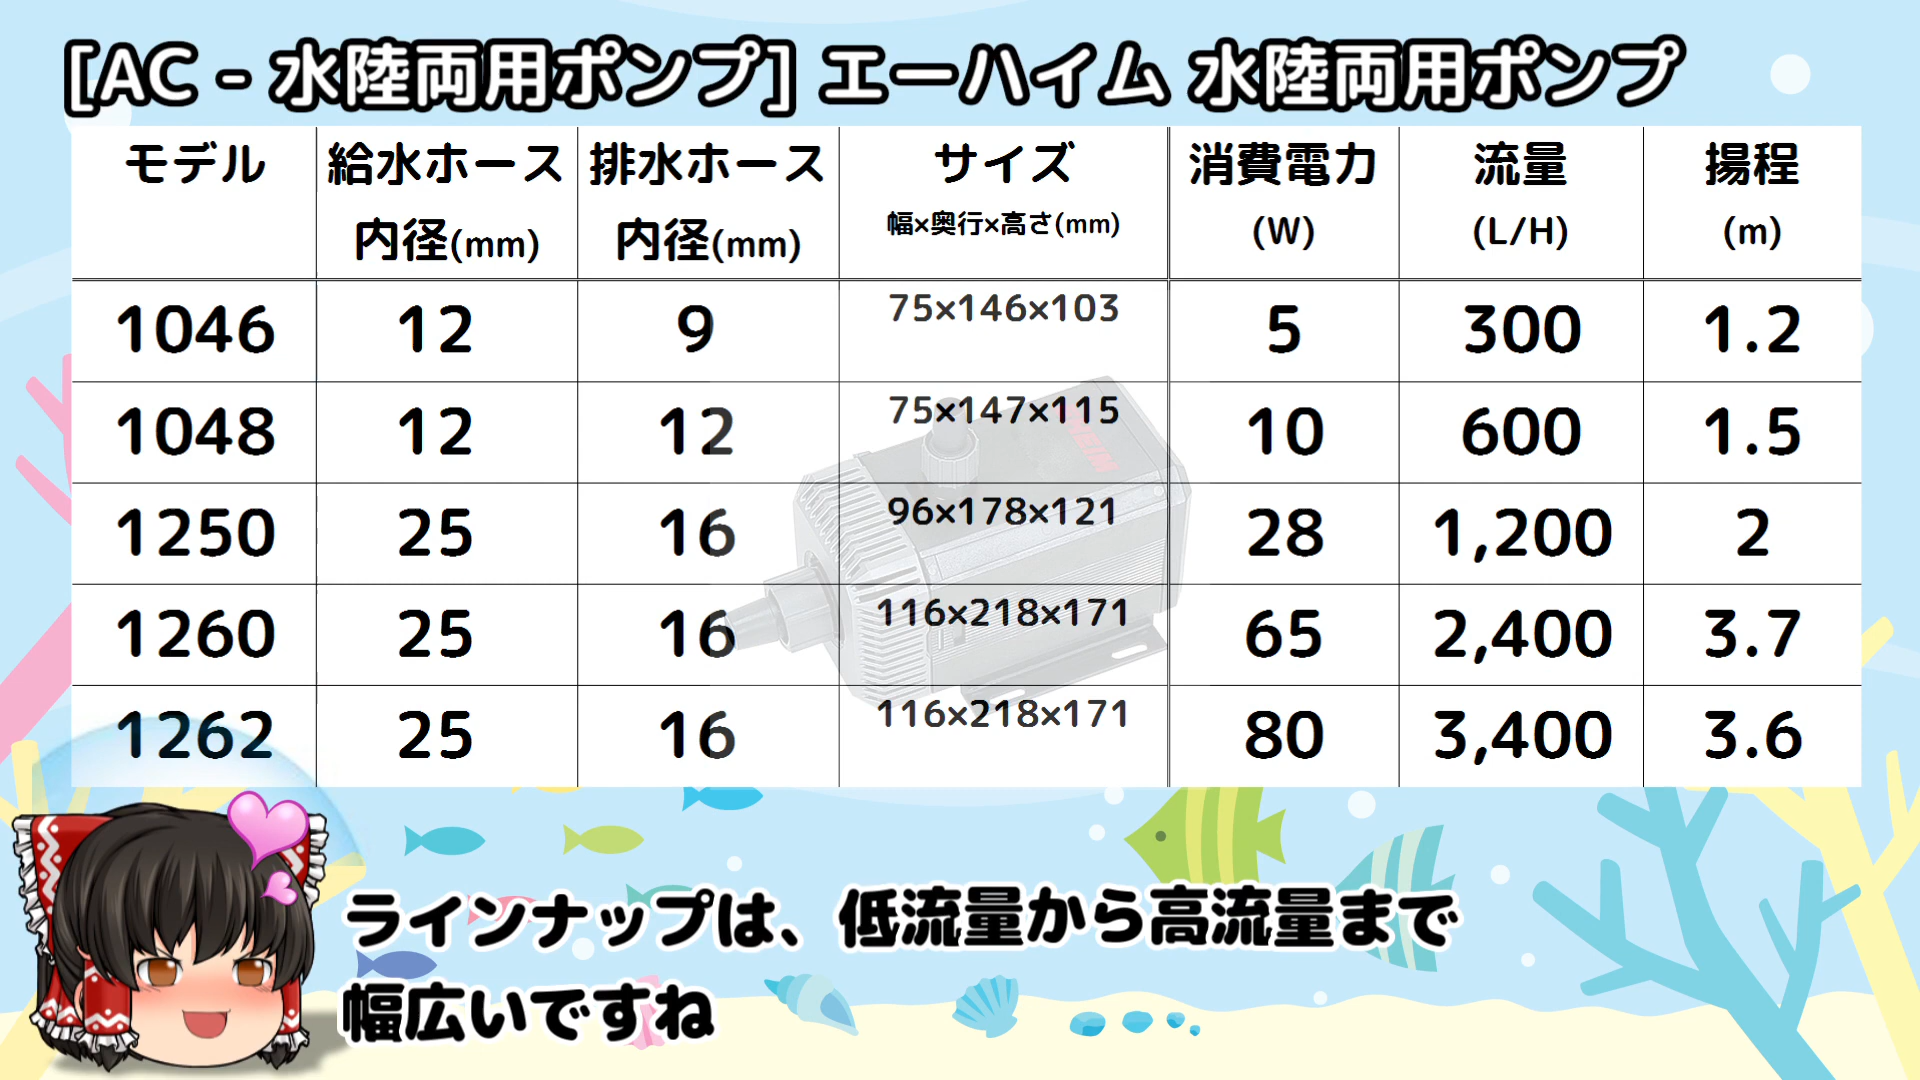 [AC - 水陸両用ポンプ] エーハイム 水陸両用ポンプ
モデル 給水ホース 内径(mm) 排水ホース 内径(mm) サイズ 幅×奥行×高さ(mm) 消費電力 (W) 流量 (L/H) 揚程 (m)
1046 12 9 75×146×103 5 300 1.2
1048 12 12 75×147×115 10 600 1.5
1250 25 16 96×178×121 28 1,200 2
1260 25 16 116×218×171 65 2,400 3.7
1262 25 16 116×218×171 80 3,400 3.6
ラインナップは、低流量から高流量まで
幅広いですね